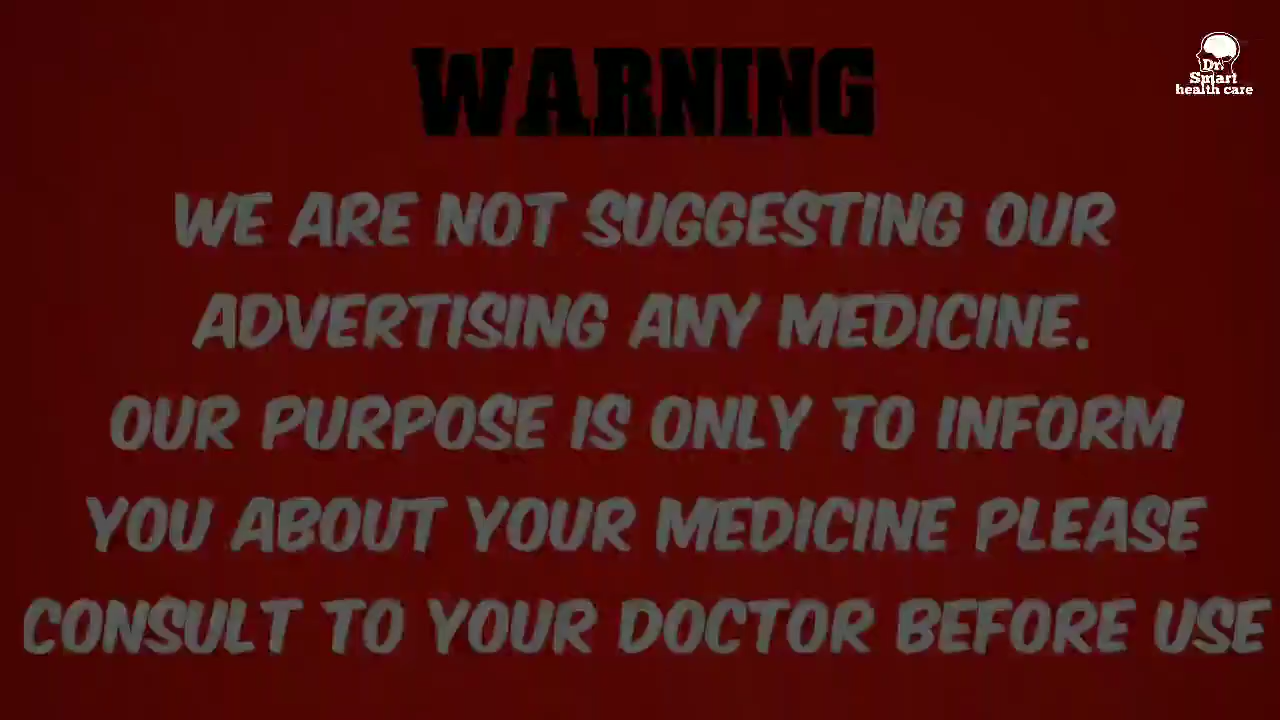 WARNING
Dr.
Smart
health care
WE ARE NOT SUGGESTING OUR
ADVERTISING ANY MEDICINE.
OUR PURPOSE IS ONLY TO INFORM
YOU ABOUT YOUR MEDICINE PLEASE
CONSULT TO YOUR DOCTOR BEFORE USE